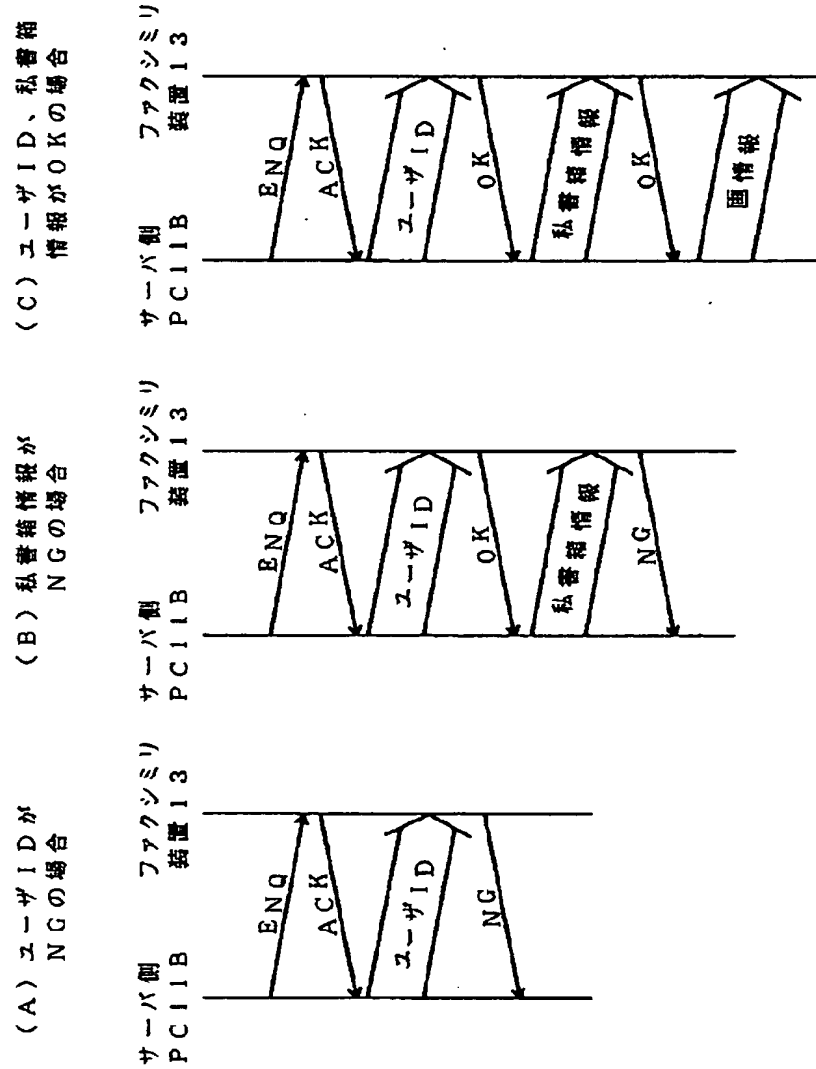 (A) ユーザIDが
NGの場合
サーバ側
PC11B
ファクシミリ
装置13
ENQ
ACK
ユーザID
NG
(B) 私書箱情報が
NGの場合
サーバ側
PC11B
ファクシミリ
装置13
ENQ
ACK
ユーザID
OK
私書箱情報
NG
(C) ユーザID、私書箱
情報がOKの場合
サーバ側
PC11B
ファクシミリ
装置13
ENQ
ACK
ユーザID
OK
私書箱情報
OK
画情報